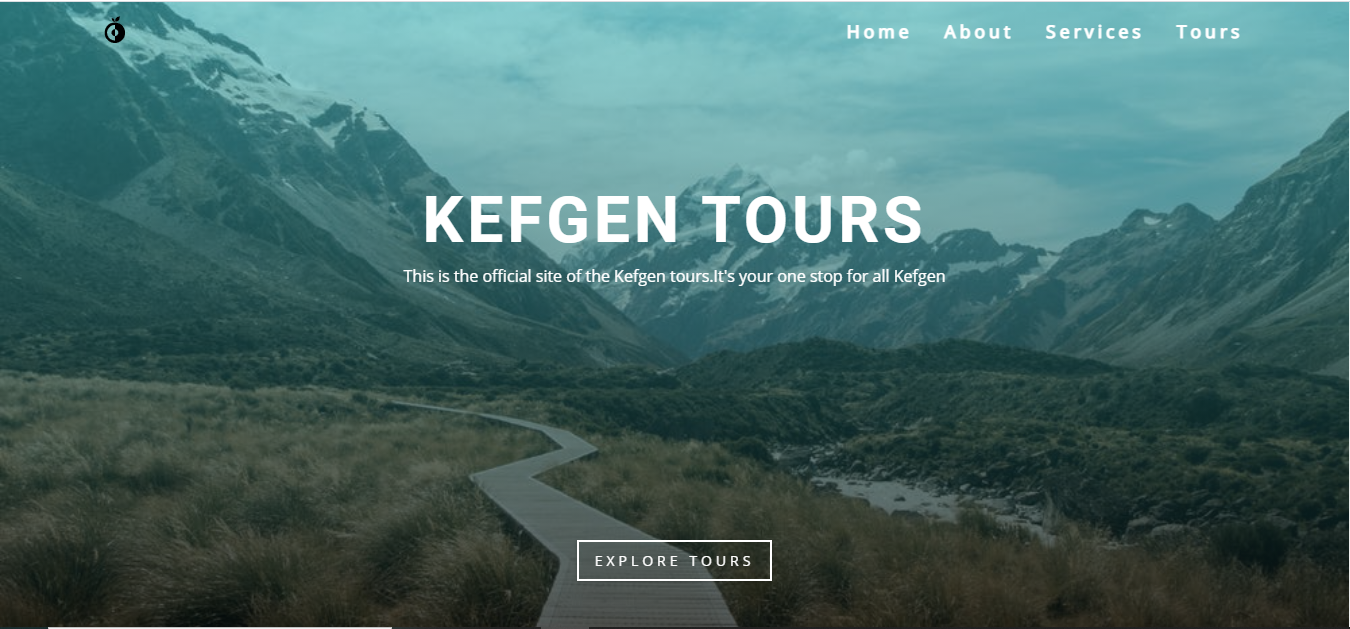 Home About Services Tours
KEFGEN TOURS
This is the official site of the Kefgen tours.It's your one stop for all Kefgen
EXPLORE TOURS